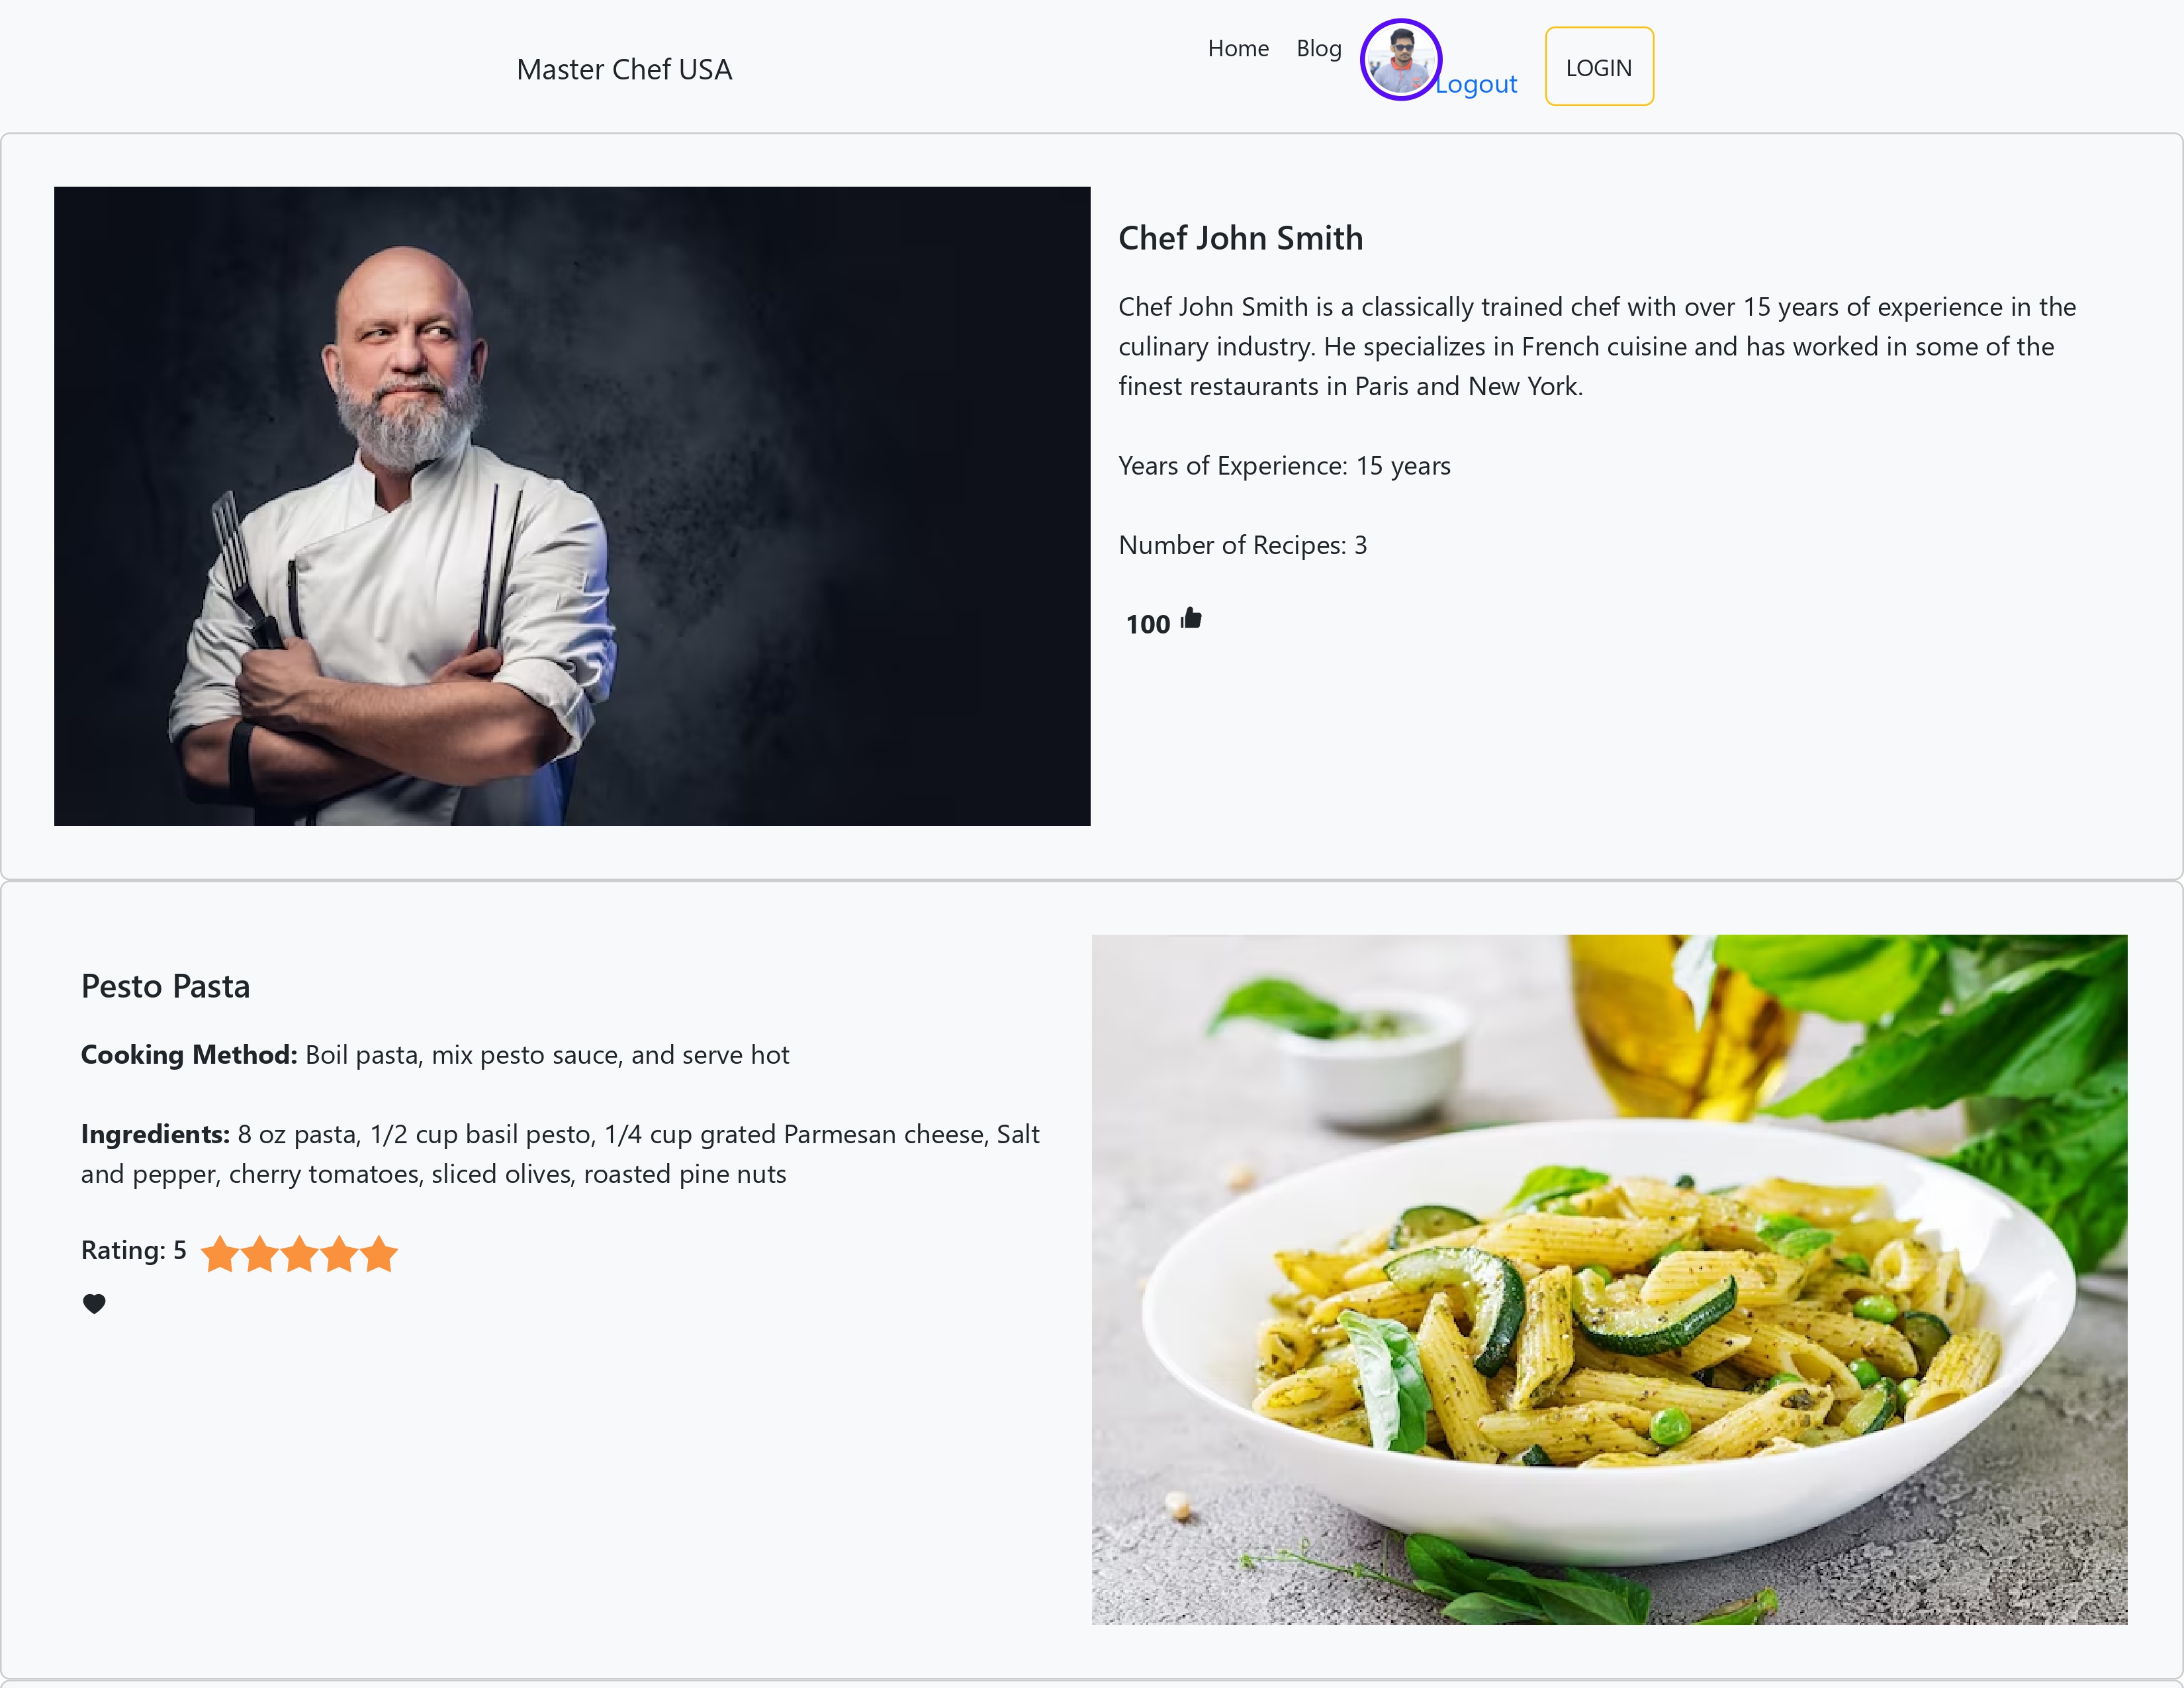 Master Chef USA
Home
Blog
Logout
LOGIN
Chef John Smith
Chef John Smith is a classically trained chef with over 15 years of experience in the
culinary industry. He specializes in French cuisine and has worked in some of the
finest restaurants in Paris and New York.
Years of Experience: 15 years
Number of Recipes: 3
100
Pesto Pasta
Cooking Method: Boil pasta, mix pesto sauce, and serve hot
Ingredients: 8 oz pasta, 1/2 cup basil pesto, 1/4 cup grated Parmesan cheese, Salt
and pepper, cherry tomatoes, sliced olives, roasted pine nuts
Rating: 5